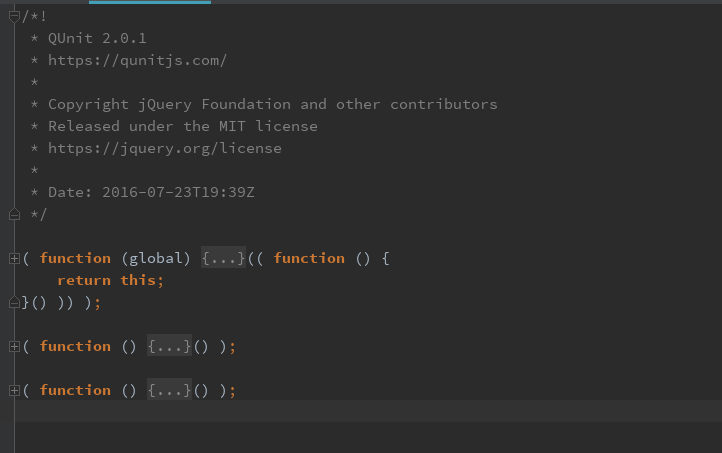 /*!
 * QUnit 2.0.1
 * https://qunitjs.com/
 *
 * Copyright jQuery Foundation and other contributors
 * Released under the MIT license
 * https://jquery.org/license
 *
 * Date: 2016-07-23T19:39Z
 */
( function (global) {...}(( function () {
    return this;
}() )) );
( function () {...}() );
( function () {...}() );